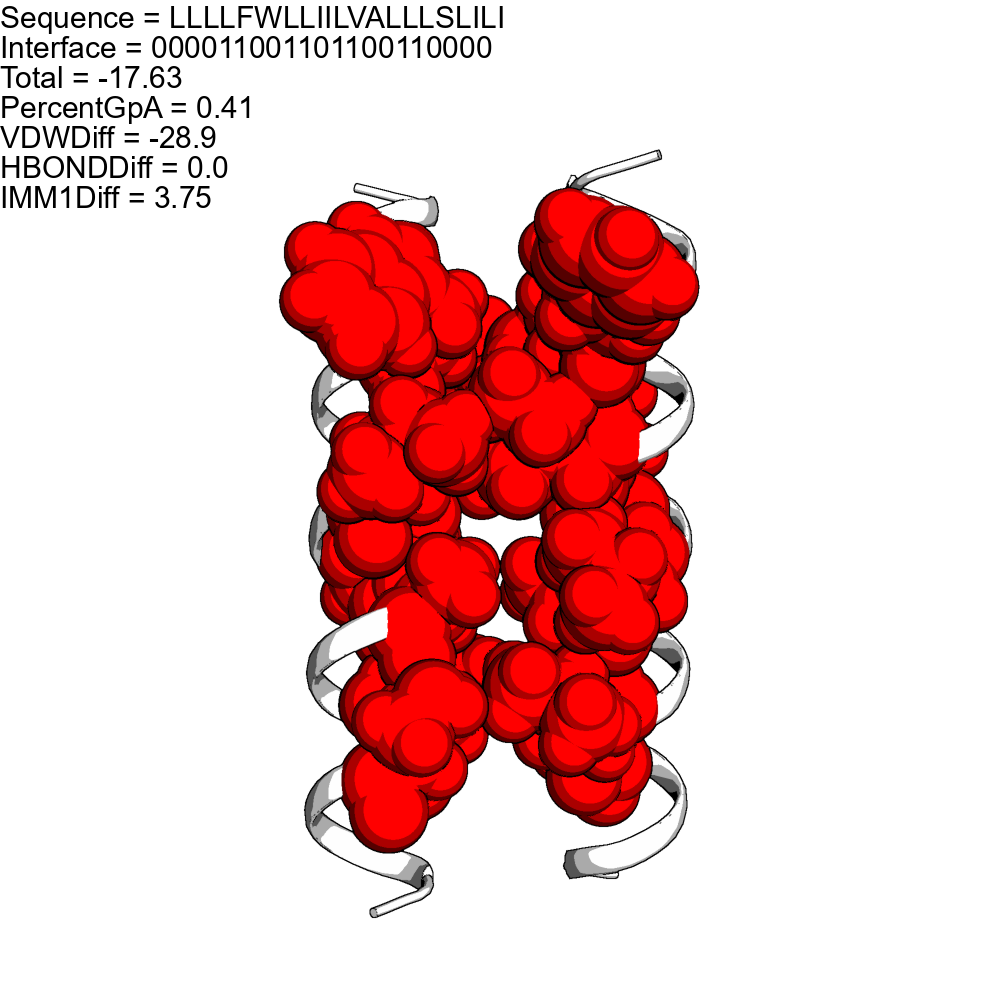 Sequence = LLLLFWLLIILVALLLSLILI
Interface = 000011001101100110000
Total = -17.63
PercentGpA = 0.41
VDWDiff = -28.9
HBONDDiff = 0.0
IMM1Diff = 3.75